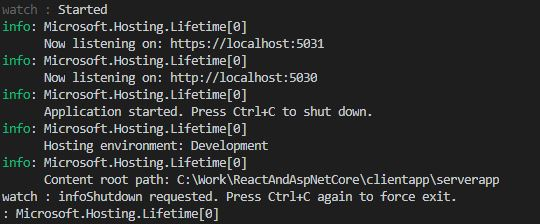 watch : Started
info: Microsoft.Hosting.Lifetime[0]
Now listening on: https://localhost:5031
info: Microsoft.Hosting.Lifetime[0]
Now listening on: http://localhost:5030
info: Microsoft.Hosting.Lifetime[0]
Application started. Press Ctrl+C to shut down.
info: Microsoft.Hosting.Lifetime[0]
Hosting environment: Development
info: Microsoft.Hosting.Lifetime[0]
Content root path: C:\Work\ReactAndAspNetCore\clientapp\serverapp
watch : infoShutdown requested. Press Ctrl+C again to force exit.
: Microsoft.Hosting.Lifetime[0]